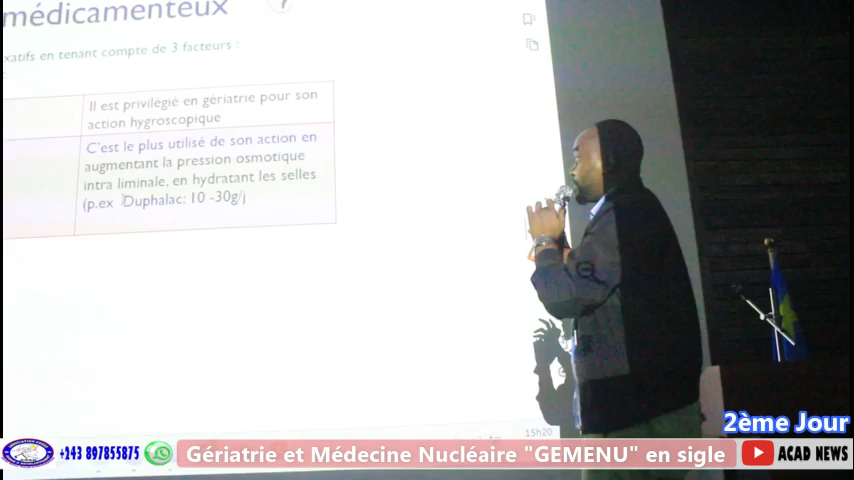 médicamenteux
xatifs en tenant compte de 3 facteurs :
Il est privilégié en gériatrie pour son
action hygroscopique
C'est le plus utilisé de son action en
augmentant la pression osmotique
intra liminale, en hydratant les selles
(p.ex Duphalac: 10 -30g/j
15h20
2ème Jour
+243 897855875
Gériatrie et Médecine Nucléaire "GEMENU" en sigle
ACAD NEWS